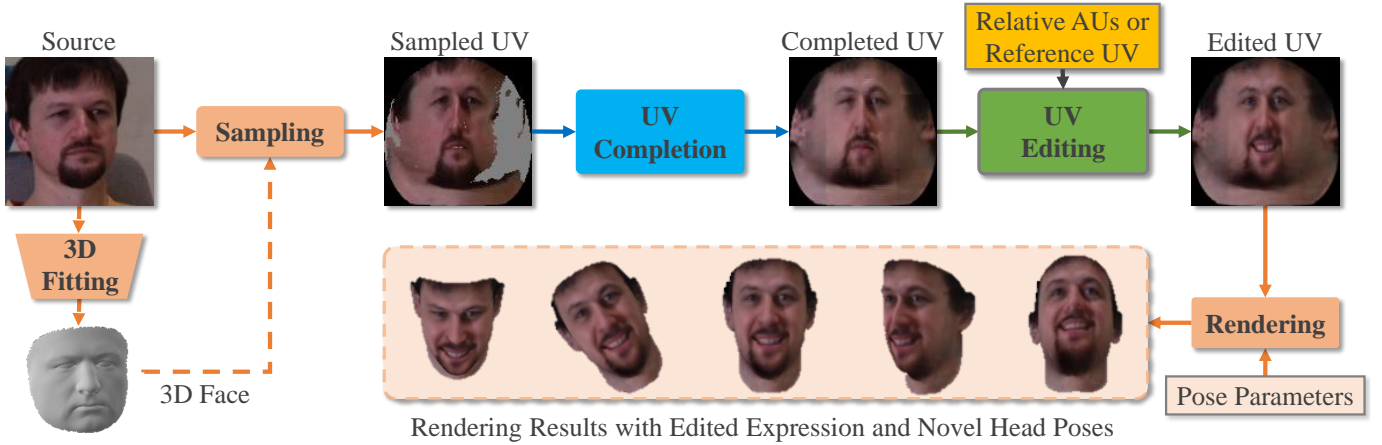 Source
Sampled UV
Completed UV
Relative AUs or
Reference UV
Edited UV
Sampling
UV
Completion
UV
Editing
3D
Fitting
3D Face
Rendering
Pose Parameters
Rendering Results with Edited Expression and Novel Head Poses